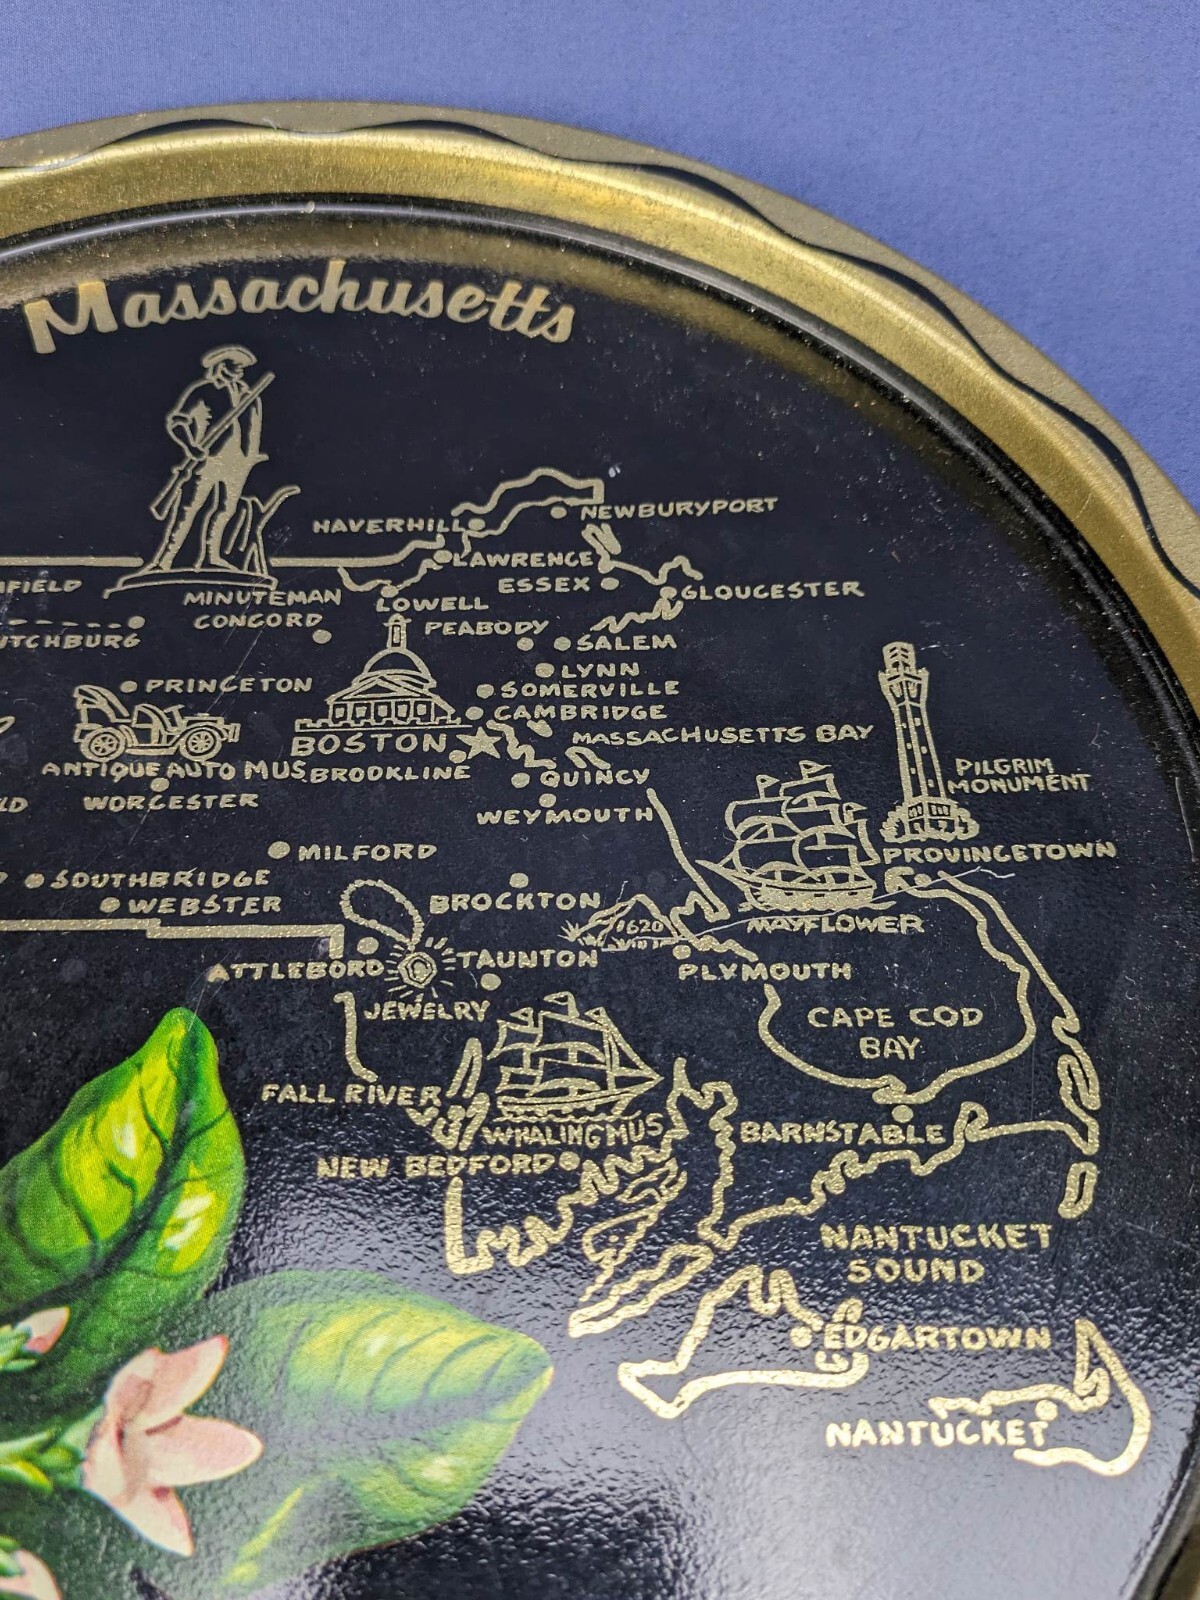 Massachusetts
HAVERHILL
NEWBURYPORT
LAWRENCE
ESSEX
GLOUCESTER
MINUTEMAN
LOWELL
CONCORD
PEABODY
SALEM
LYNN
PRINCETON
SOMERVILLE
CAMBRIDGE
BOSTON
MASSACHUSETTS BAY
ANTIQUE AUTO MUS.
BROOKLINE
QUINCY
PILGRIM
MONUMENT
WORCESTER
WEYMOUTH
MILFORD
PROVINCETOWN
SOUTHBRIDGE
WEBSTER
BROCKTON
1620
MAYFLOWER
ATTLEBORO
TAUNTON
PLYMOUTH
JEWELRY
CAPE COD
BAY
FALL RIVER
WHALING MUS
BARNSTABLE
NEW BEDFORD
NANTUCKET
SOUND
EDGARTOWN
NANTUCKET